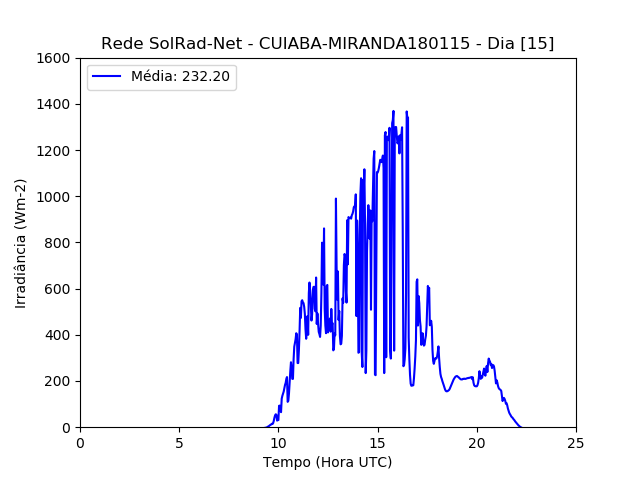 Rede SolRad-Net - CUIABA-MIRANDA180115 - Dia [15]
Média: 232.20
1600
1400
1200
1000
800
600
400
200
0
0 5 10 15 20 25
Irradiância (Wm-2)
Tempo (Hora UTC)